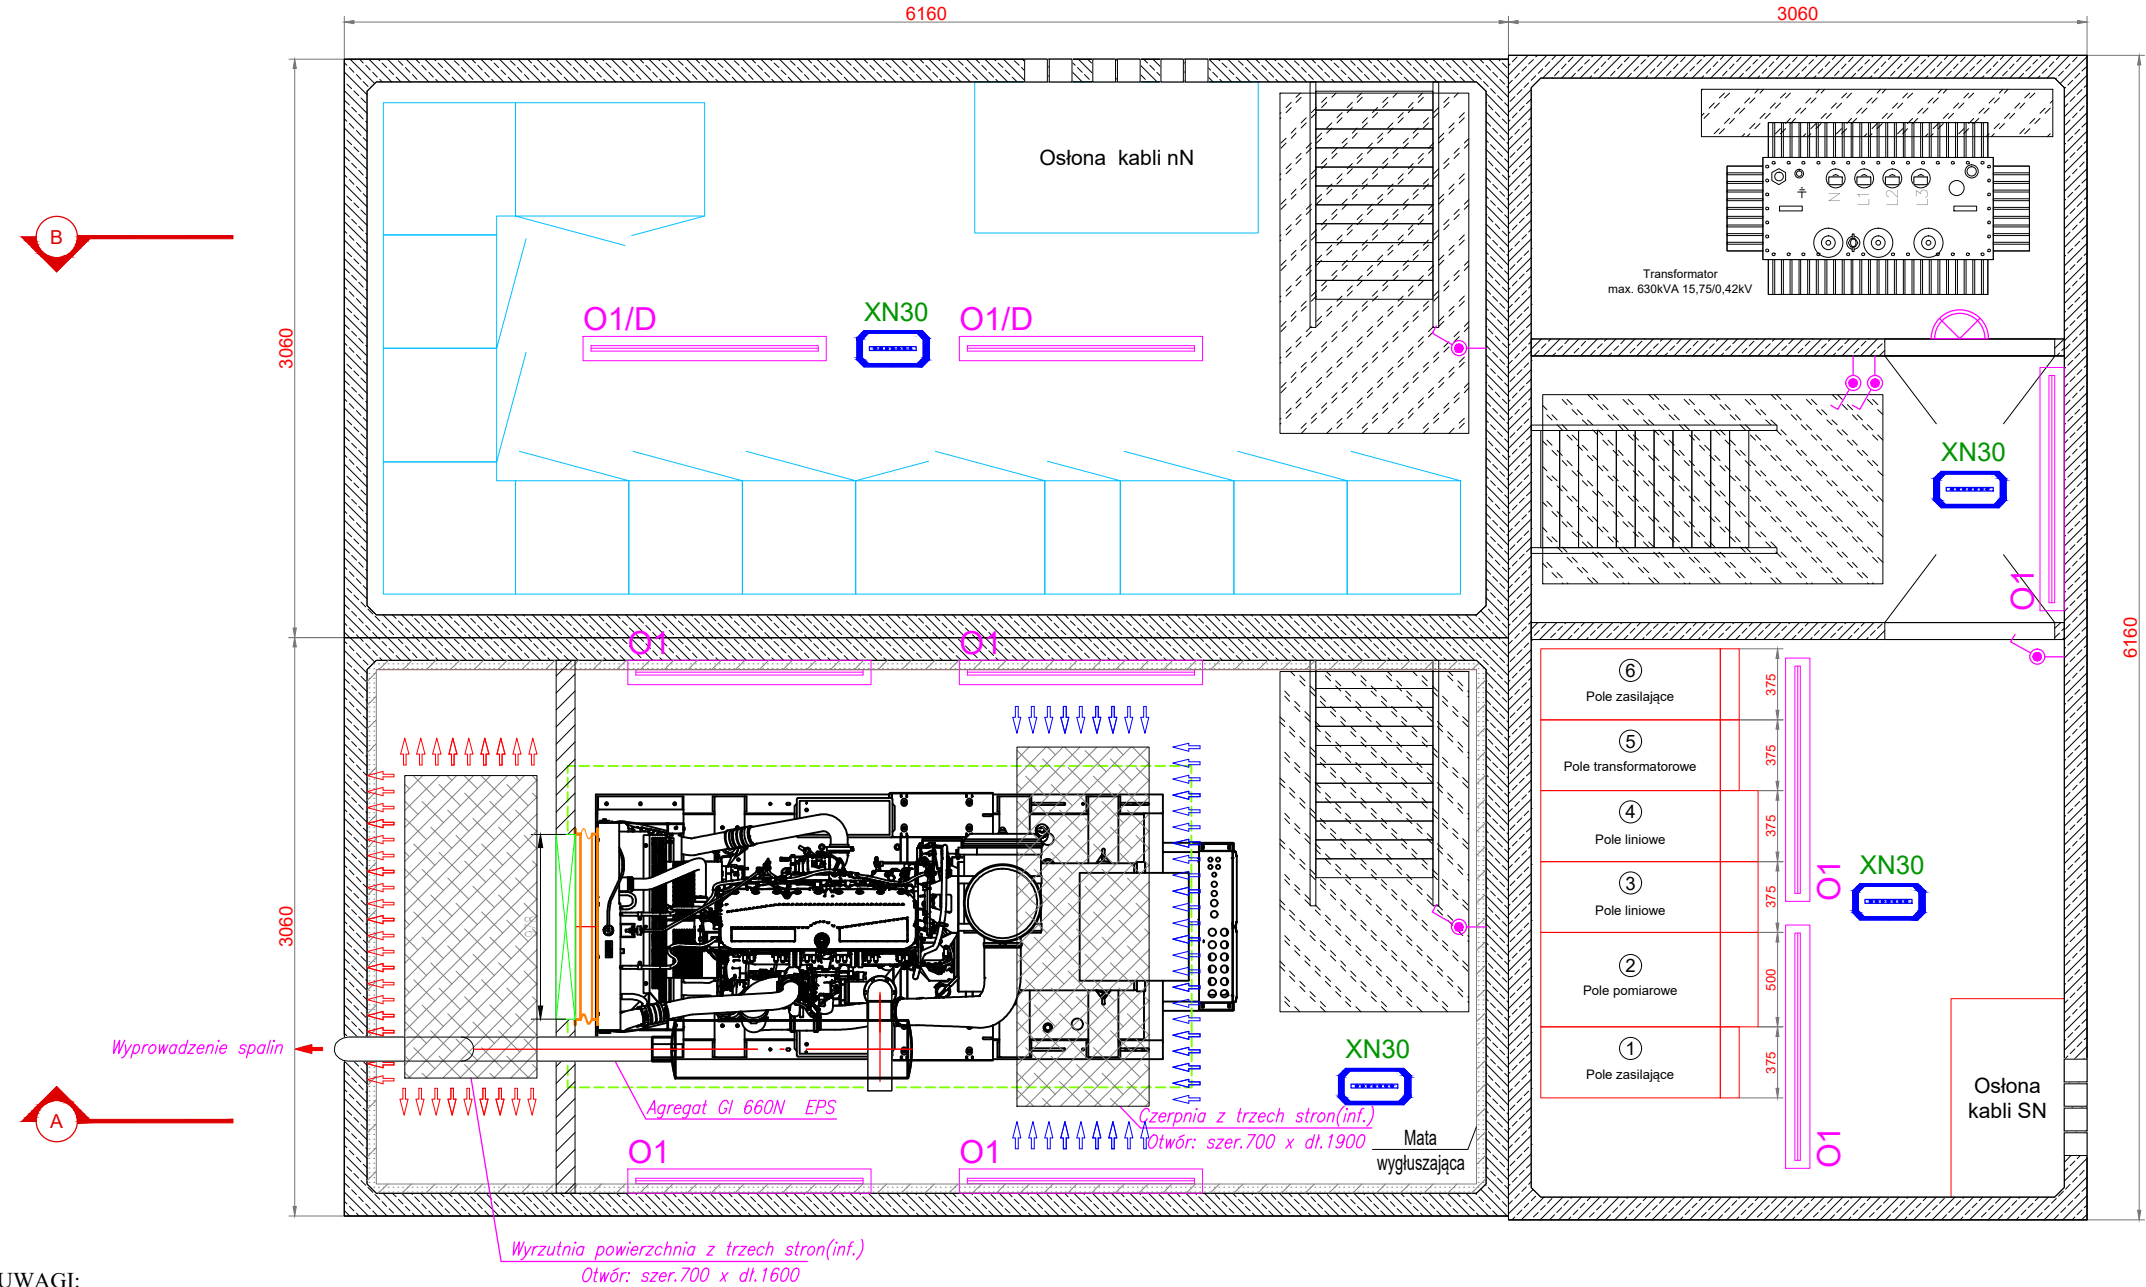 6160
3060
Osłona kabli nN
N
L1
L2
L3
Transformator
max. 630kVA 15,75/0,42kV
B
3060
O1/D
XN30
O1/D
XN30
O1
6160
O1
O1
6
Pole zasilające
375
5
Pole transformatorowe
375
4
Pole liniowe
375
3
Pole liniowe
375
2
Pole pomiarowe
500
1
Pole zasilające
375
O1
XN30
O1
3060
Wyprowadzenie spalin
XN30
Osłona
kabli SN
Agregat GI 660N EPS
Czerpnia z trzech stron(inf.)
Otwór: szer.700 x dł.1900
Mata
wygłuszająca
A
O1
O1
Wyrzutnia powierzchnia z trzech stron(inf.)
Otwór: szer.700 x dł.1600
UWAGI: